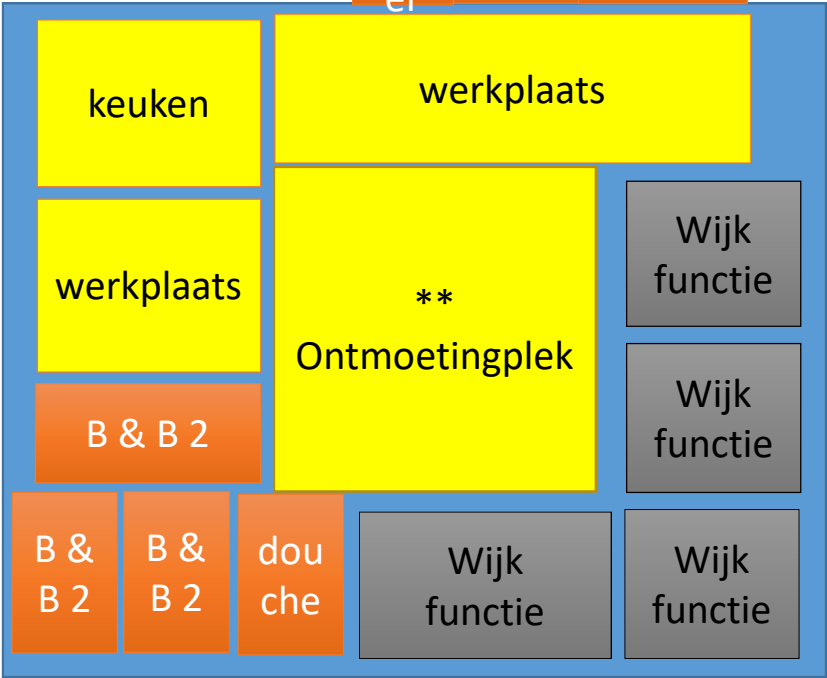 keuken
werkplaats
werkplaats
**
Ontmoetingplek
Wijk
functie
Wijk
functie
B & B 2
B &
B 2
B &
B 2
dou
che
Wijk
functie
Wijk
functie